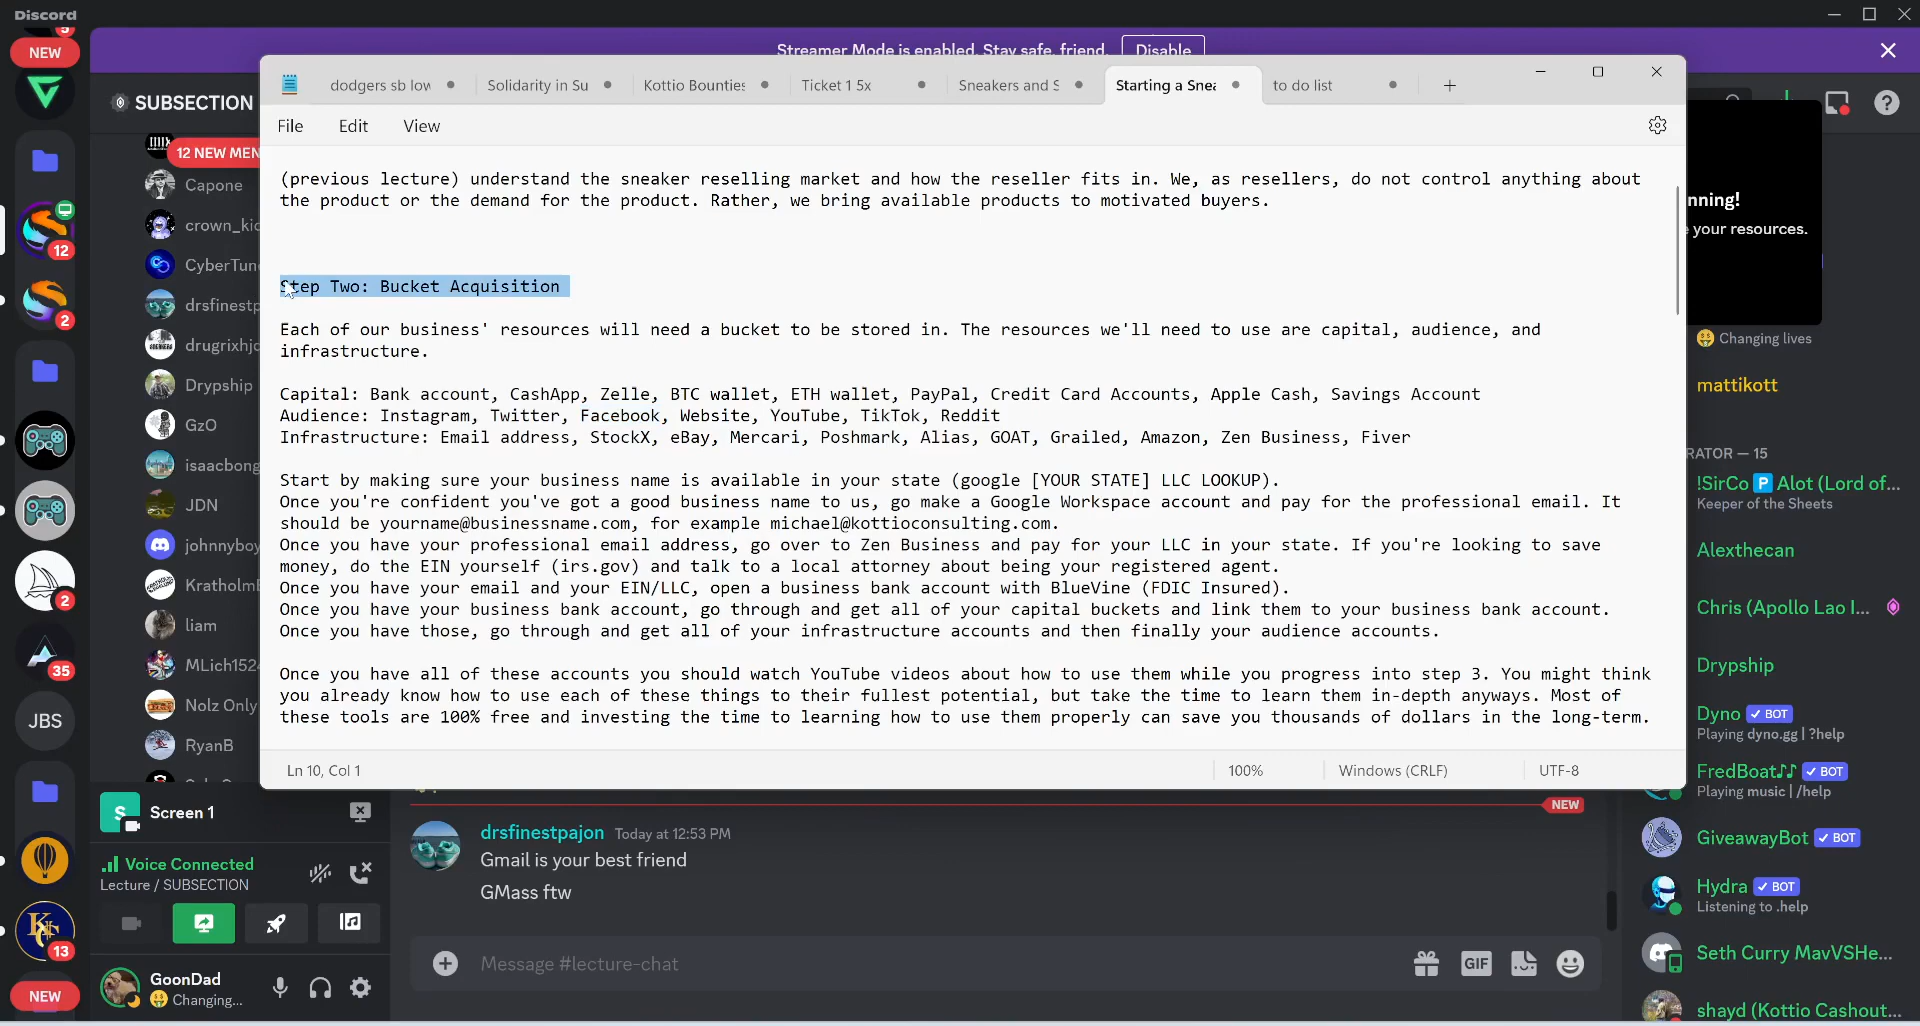 Discord
5
NEW
Streamer Mode is enabled. Stay safe, friend.
Disable
SUBSECTION
dodgers sb low
Solidarity in Su
Kottio Bounties
Ticket 1 5x
Sneakers and S
Starting a Snea
to do list
File
Edit
View
12 NEW MEN
Capone
crown_kid
CyberTun
drsfinestp
drugrixhjd
Drypship
GzO
isaacbong
JDN
johnnyboy
Kratholm
liam
MLich152
Nolz Only
RyanB
12
2
2
35
JBS
13
NEW
(previous lecture) understand the sneaker reselling market and how the reseller fits in. We, as resellers, do not control anything about
the product or the demand for the product. Rather, we bring available products to motivated buyers.
Step Two: Bucket Acquisition
Each of our business' resources will need a bucket to be stored in. The resources we'll need to use are capital, audience, and
infrastructure.
Capital: Bank account, CashApp, Zelle, BTC wallet, ETH wallet, PayPal, Credit Card Accounts, Apple Cash, Savings Account
Audience: Instagram, Twitter, Facebook, Website, YouTube, TikTok, Reddit
Infrastructure: Email address, StockX, eBay, Mercari, Poshmark, Alias, GOAT, Grailed, Amazon, Zen Business, Fiver
Start by making sure your business name is available in your state (google [YOUR STATE] LLC LOOKUP).
Once you're confident you've got a good business name to us, go make a Google Workspace account and pay for the professional email. It
should be yourname@businessname.com, for example michael@kottioconsulting.com.
Once you have your professional email address, go over to Zen Business and pay for your LLC in your state. If you're looking to save
money, do the EIN yourself (irs.gov) and talk to a local attorney about being your registered agent.
Once you have your email and your EIN/LLC, open a business bank account with BlueVine (FDIC Insured).
Once you have your business bank account, go through and get all of your capital buckets and link them to your business bank account.
Once you have those, go through and get all of your infrastructure accounts and then finally your audience accounts.
Once you have all of these accounts you should watch YouTube videos about how to use them while you progress into step 3. You might think
you already know how to use each of these things to their fullest potential, but take the time to learn them in-depth anyways. Most of
these tools are 100% free and investing the time to learning how to use them properly can save you thousands of dollars in the long-term.
Ln 10, Col 1
100%
Windows (CRLF)
UTF-8
nning!
your resources.
Changing lives
mattikott
RATOR — 15
!SirCo P Alot (Lord of...
Keeper of the Sheets
Alexthecan
Chris (Apollo Lao I...
Drypship
Dyno BOT
Playing dyno.gg | ?help
FredBoat♪♪ BOT
Playing music | /help
GiveawayBot BOT
Hydra BOT
Listening to .help
Seth Curry MavVSHe...
shayd (Kottio Cashout...
NEW
drsfinestpajon Today at 12:53 PM
Gmail is your best friend
GMass ftw
Message #lecture-chat
GIF
S
Screen 1
Voice Connected
Lecture / SUBSECTION
GoonDad
Changing...